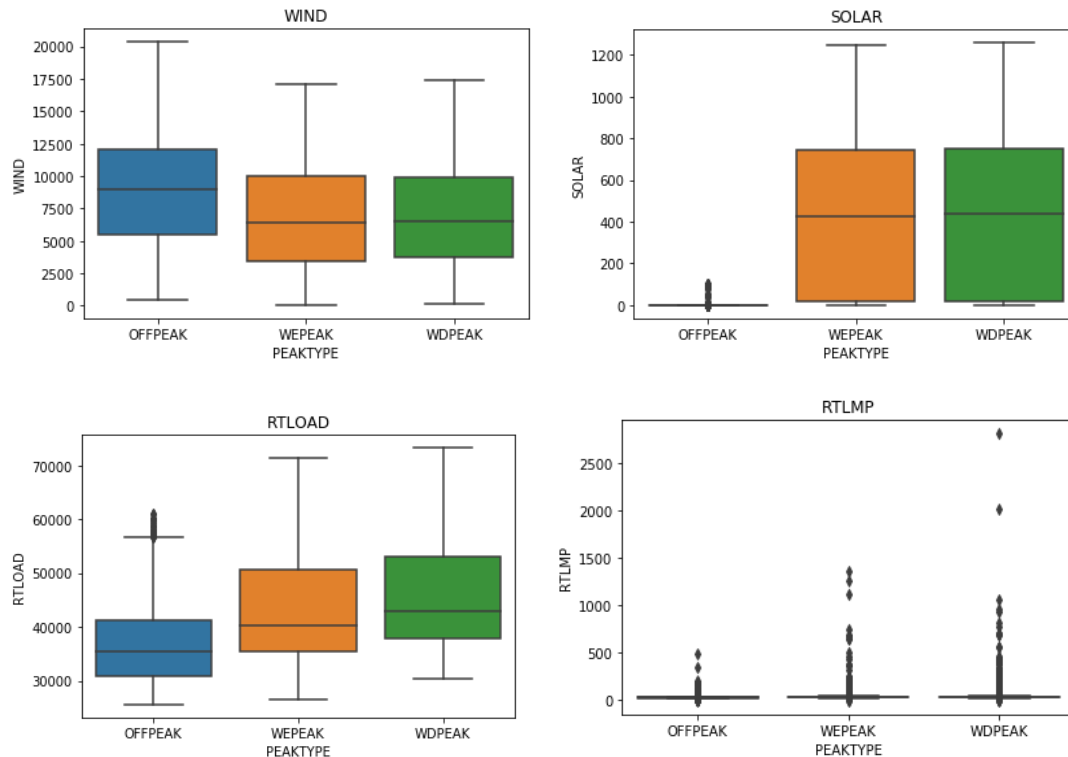 WIND
20000
17500
15000
12500
10000
7500
5000
2500
0
WIND
OFFPEAK WEPEAK WDPEAK
PEAKTYPE
SOLAR
1200
1000
800
600
400
200
0
SOLAR
OFFPEAK WEPEAK WDPEAK
PEAKTYPE
RTLOAD
70000
60000
50000
40000
30000
RTLOAD
OFFPEAK WEPEAK WDPEAK
PEAKTYPE
RTLMP
2500
2000
1500
1000
500
0
RTLMP
OFFPEAK WEPEAK WDPEAK
PEAKTYPE